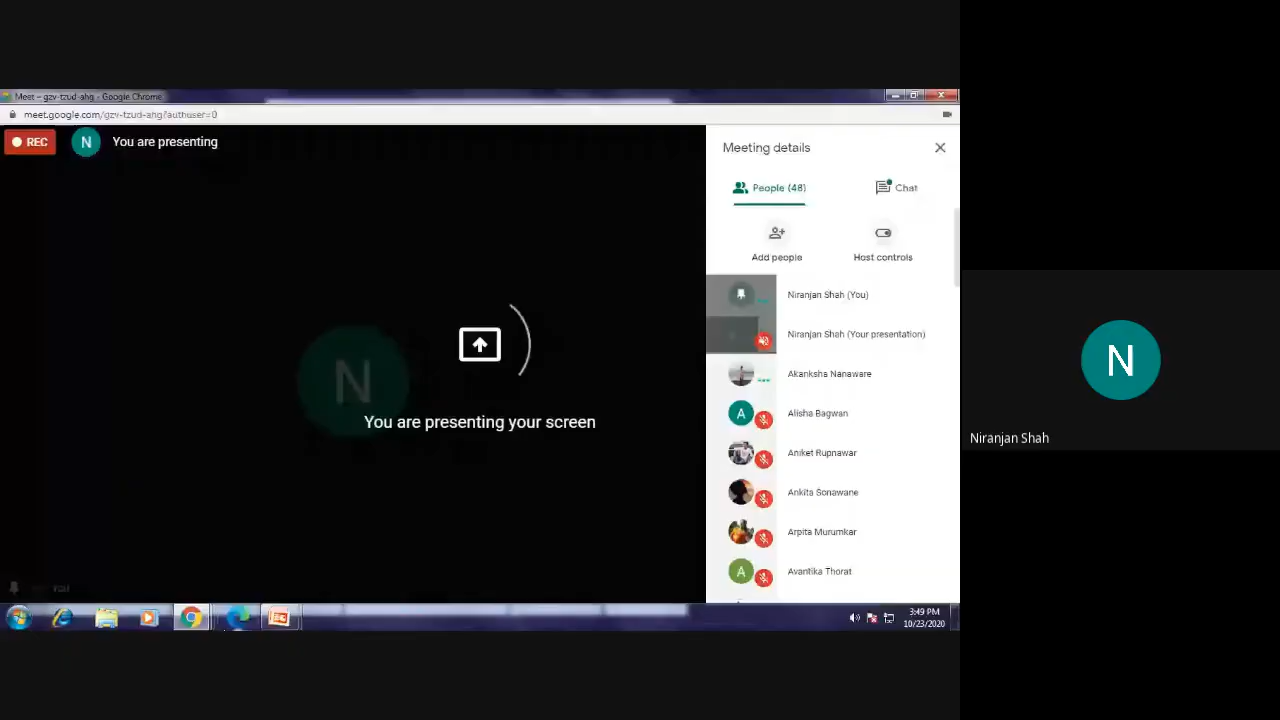 Meet – gzv-tzud-ahg - Google Chrome
meet.google.com/gzv-tzud-ahg?authuser=0
REC
N
You are presenting
N
You are presenting your screen
You
Meeting details
People (48)
Chat
Add people
Host controls
Niranjan Shah (You)
Niranjan Shah (Your presentation)
Akanksha Nanaware
A
Alisha Bagwan
Aniket Rupnawar
Ankita Sonawane
Arpita Murumkar
A
Avantika Thorat
3:49 PM
10/23/2020
N
Niranjan Shah